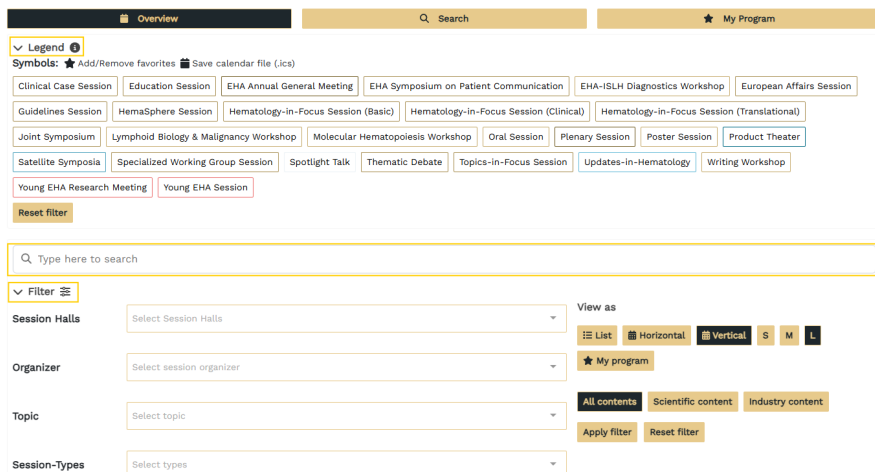 Overview
Search
My Program
Legend
Symbols: Add/Remove favorites Save calendar file (.ics)
Clinical Case Session Education Session EHA Annual General Meeting EHA Symposium on Patient Communication EHA-ISLH Diagnostics Workshop European Affairs Session
Guidelines Session HemaSphere Session Hematology-in-Focus Session (Basic) Hematology-in-Focus Session (Clinical) Hematology-in-Focus Session (Translational)
Joint Symposium Lymphoid Biology & Malignancy Workshop Molecular Hematopoiesis Workshop Oral Session Plenary Session Poster Session Product Theater
Satellite Symposia Specialized Working Group Session Spotlight Talk Thematic Debate Topics-in-Focus Session Updates-in-Hematology Writing Workshop
Young EHA Research Meeting Young EHA Session
Reset filter
Type here to search
Filter
Session Halls Select Session Halls
Organizer Select session organizer
Topic Select topic
Session-Types Select types
View as
List Horizontal Vertical S M L
My program
All contents Scientific content Industry content
Apply filter Reset filter